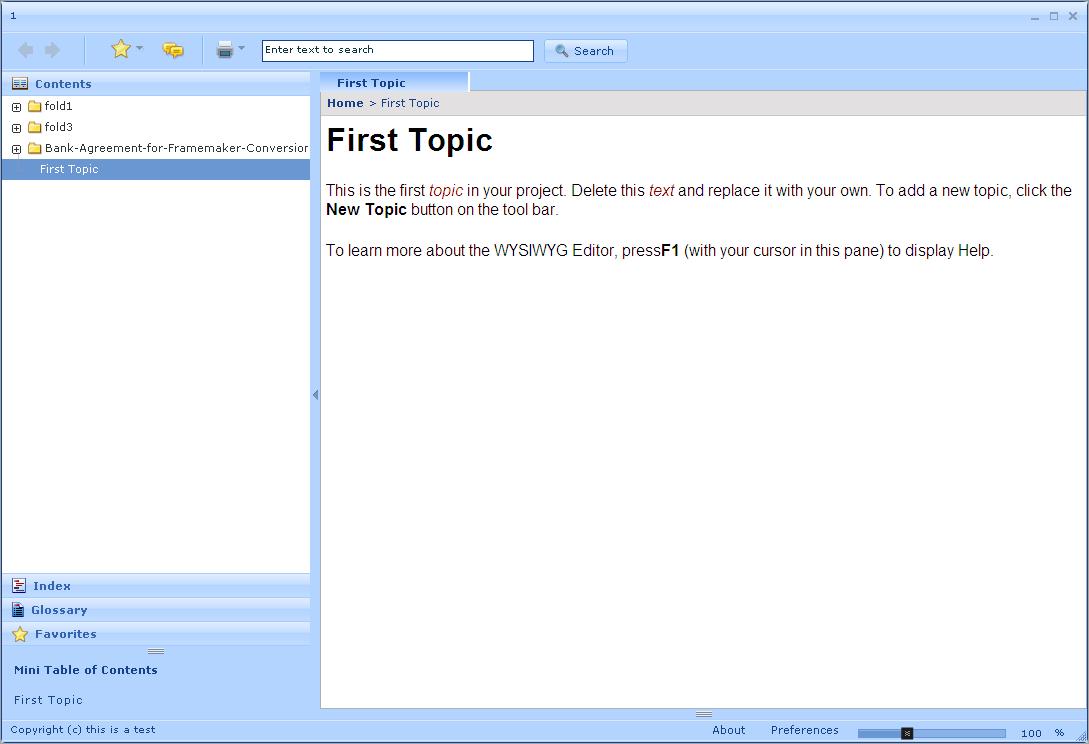 1
Enter text to search
Search
Contents
fold1
fold3
Bank-Agreement-for-Framemaker-Conversion
First Topic
Index
Glossary
Favorites
Mini Table of Contents
First Topic
First Topic
Home > First Topic
First Topic
This is the first topic in your project. Delete this text and replace it with your own. To add a new topic, click the
New Topic button on the tool bar.
To learn more about the WYSIWYG Editor, pressF1 (with your cursor in this pane) to display Help.
Copyright (c) this is a test
About
Preferences
100 %